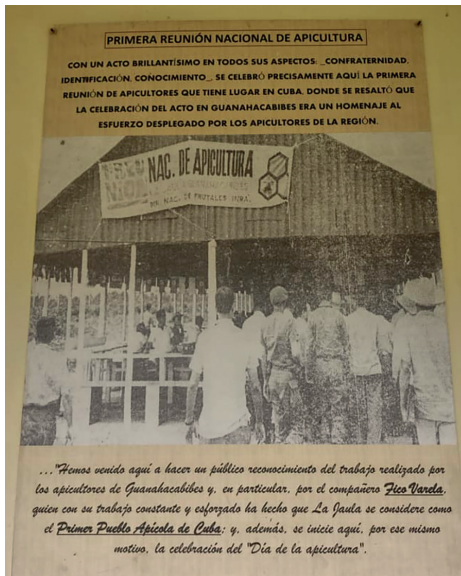 PRIMERA REUNIÓN NACIONAL DE APICULTURA
CON UN ACTO BRILLANTÍSIMO EN TODOS SUS ASPECTOS: _CONFRATERNIDAD,
IDENTIFICACIÓN, CONOCIMIENTO_, SE CELEBRÓ PRECISAMENTE AQUÍ LA PRIMERA
REUNIÓN DE APICULTORES QUE TIENE LUGAR EN CUBA. DONDE SE RESALTÓ QUE
LA CELEBRACIÓN DEL ACTO EN GUANAHACABIBES ERA UN HOMENAJE AL
ESFUERZO DESPLEGADO POR LOS APICULTORES DE LA REGIÓN.
NAC. DE APICULTURA
NAC. DE FRUTALES
..."Hemos venido aquí a hacer un público reconocimiento del trabajo realizado por
los apicultores de Guanahacabibes y, en particular, por el compañero Fico Varela,
quien con su trabajo constante y esforzado ha hecho que La Jaula se considere como
el Primer Pueblo Apícola de Cuba; y, además, se inicie aquí, por ese mismo
motivo, la celebración del "Día de la apicultura".